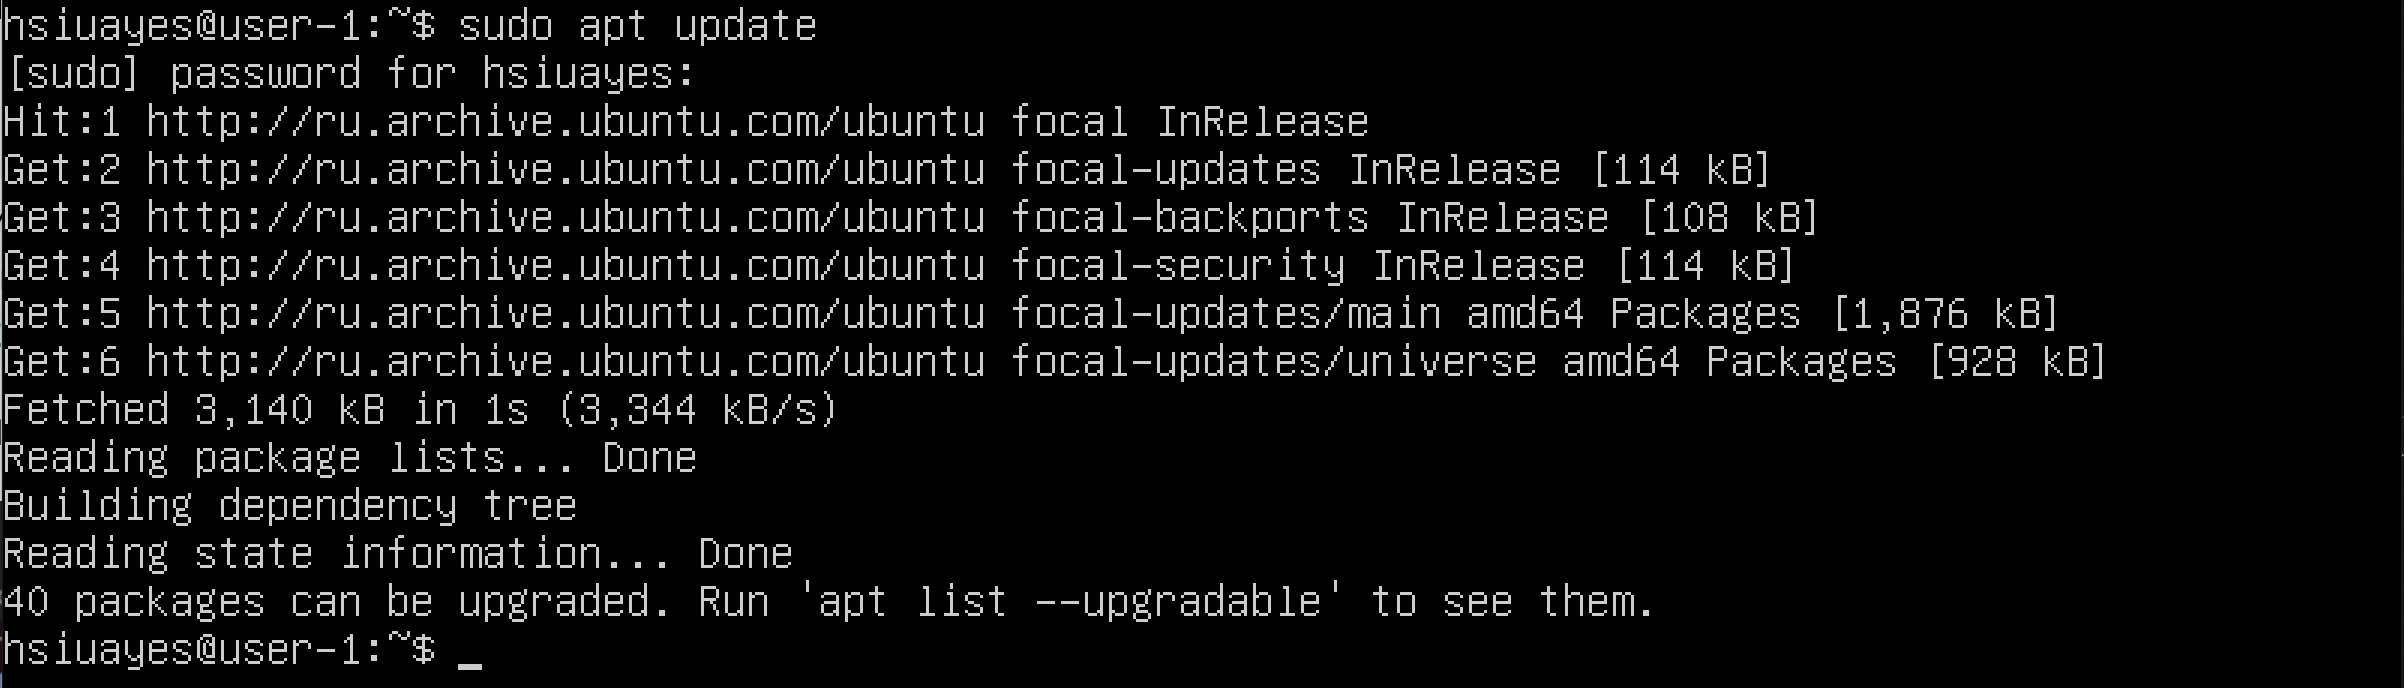 hsiuayes@user-1:~$ sudo apt update
[sudo] password for hsiuayes:
Hit:1 http://ru.archive.ubuntu.com/ubuntu focal InRelease
Get:2 http://ru.archive.ubuntu.com/ubuntu focal-updates InRelease [114 kB]
Get:3 http://ru.archive.ubuntu.com/ubuntu focal-backports InRelease [108 kB]
Get:4 http://ru.archive.ubuntu.com/ubuntu focal-security InRelease [114 kB]
Get:5 http://ru.archive.ubuntu.com/ubuntu focal-updates/main amd64 Packages [1,876 kB]
Get:6 http://ru.archive.ubuntu.com/ubuntu focal-updates/universe amd64 Packages [928 kB]
Fetched 3,140 kB in 1s (3,344 kB/s)
Reading package lists... Done
Building dependency tree
Reading state information... Done
40 packages can be upgraded. Run 'apt list --upgradable' to see them.
hsiuayes@user-1:~$ _